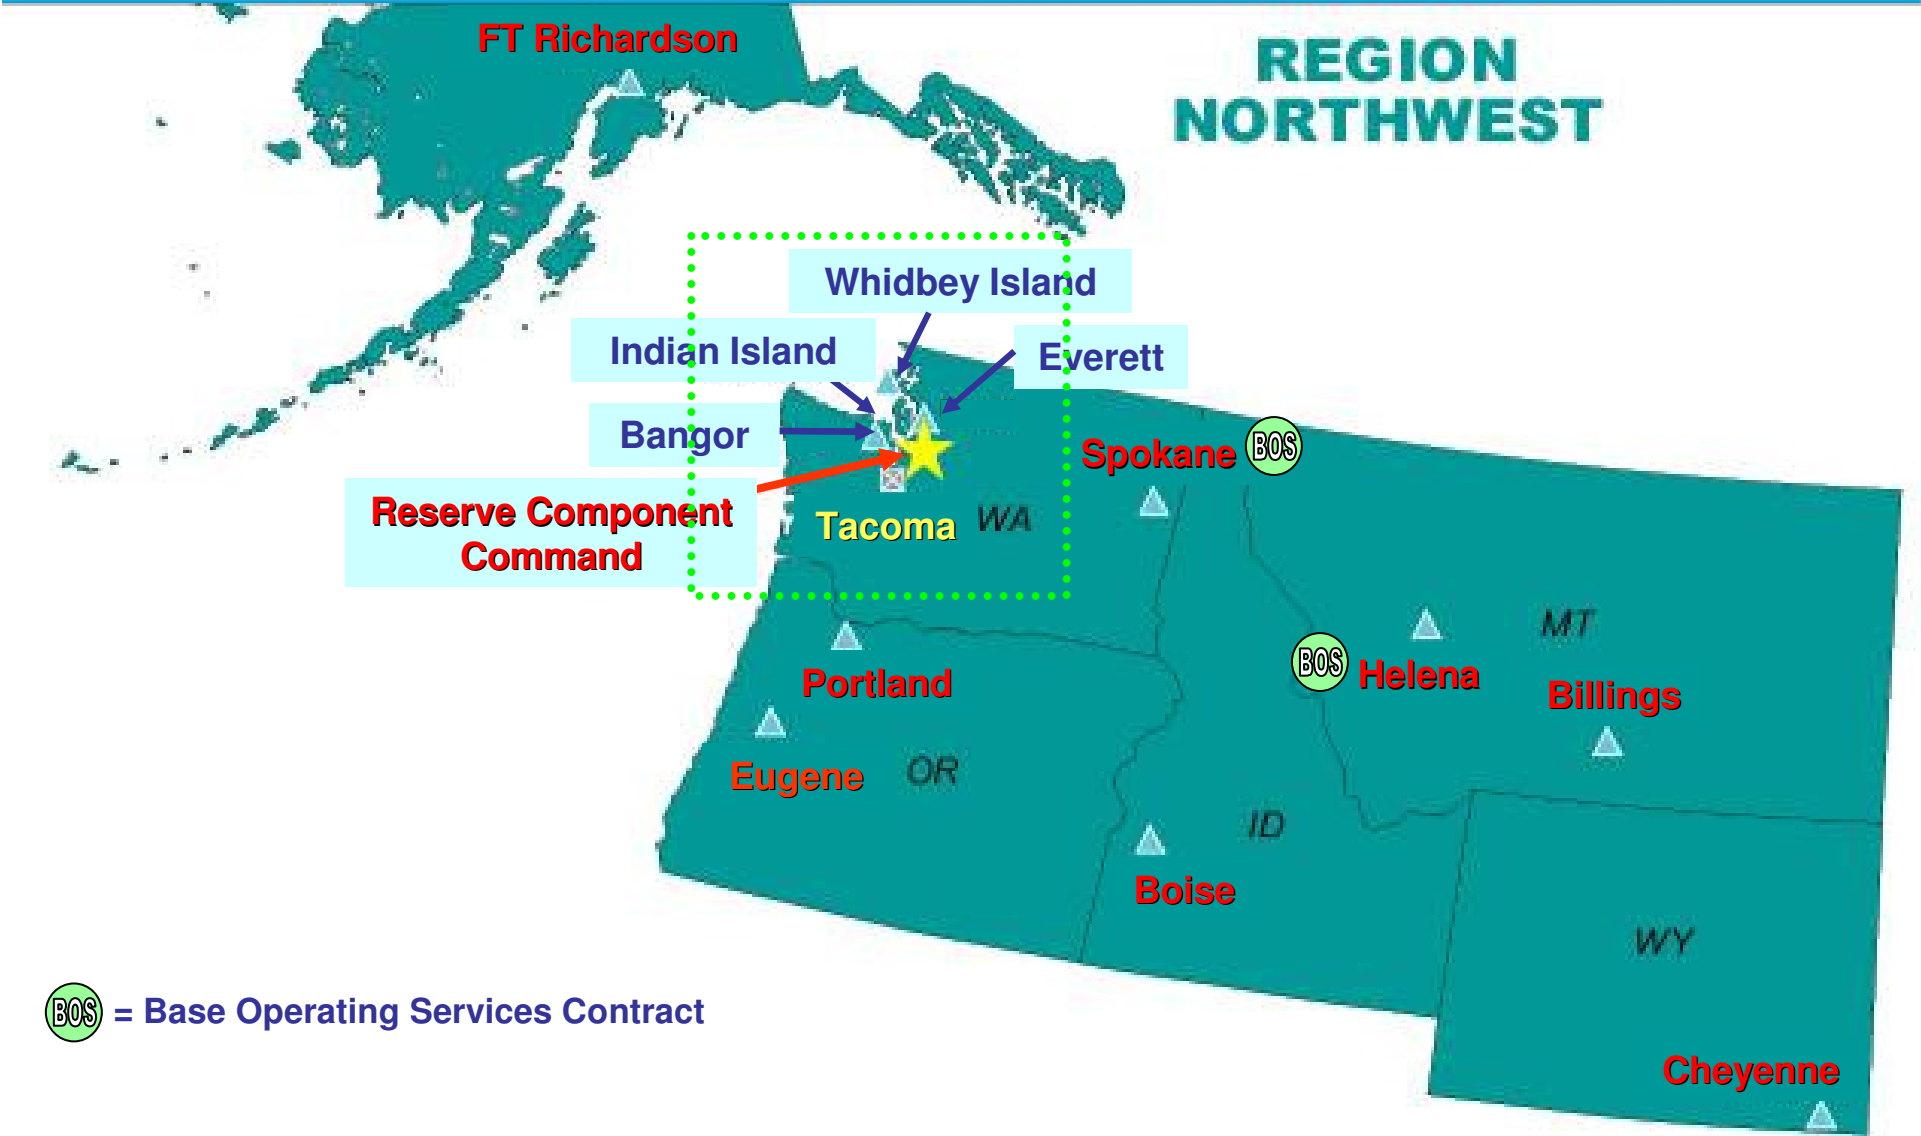 FT Richardson
REGION
NORTHWEST
Whidbey Island
Indian Island
Everett
Bangor
Spokane BOS
Reserve Component
Command
Tacoma
WA
MT
BOS Helena
Billings
Portland
Eugene
OR
ID
Boise
WY
BOS = Base Operating Services Contract
Cheyenne